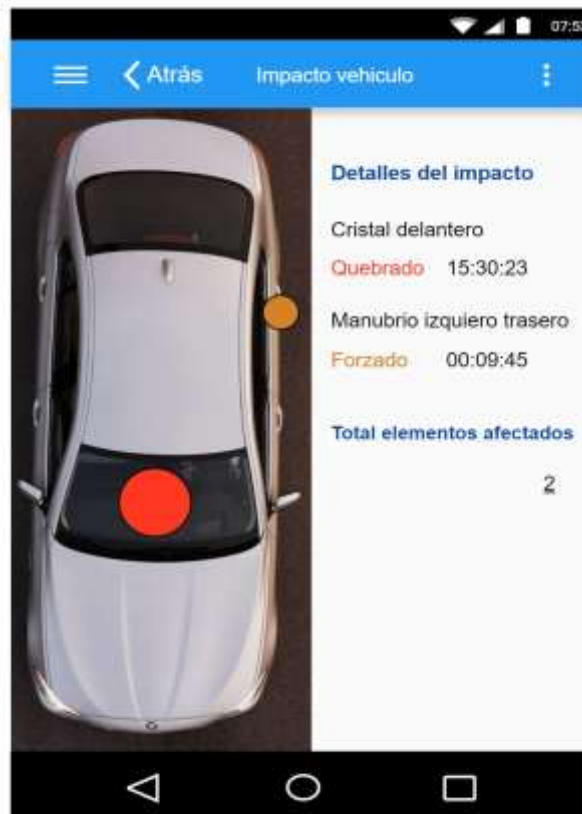 07:52
Atrás Impacto vehiculo
Detalles del impacto
Cristal delantero
Quebrado 15:30:23
Manubrio izquiero trasero
Forzado 00:09:45
Total elementos afectados
2